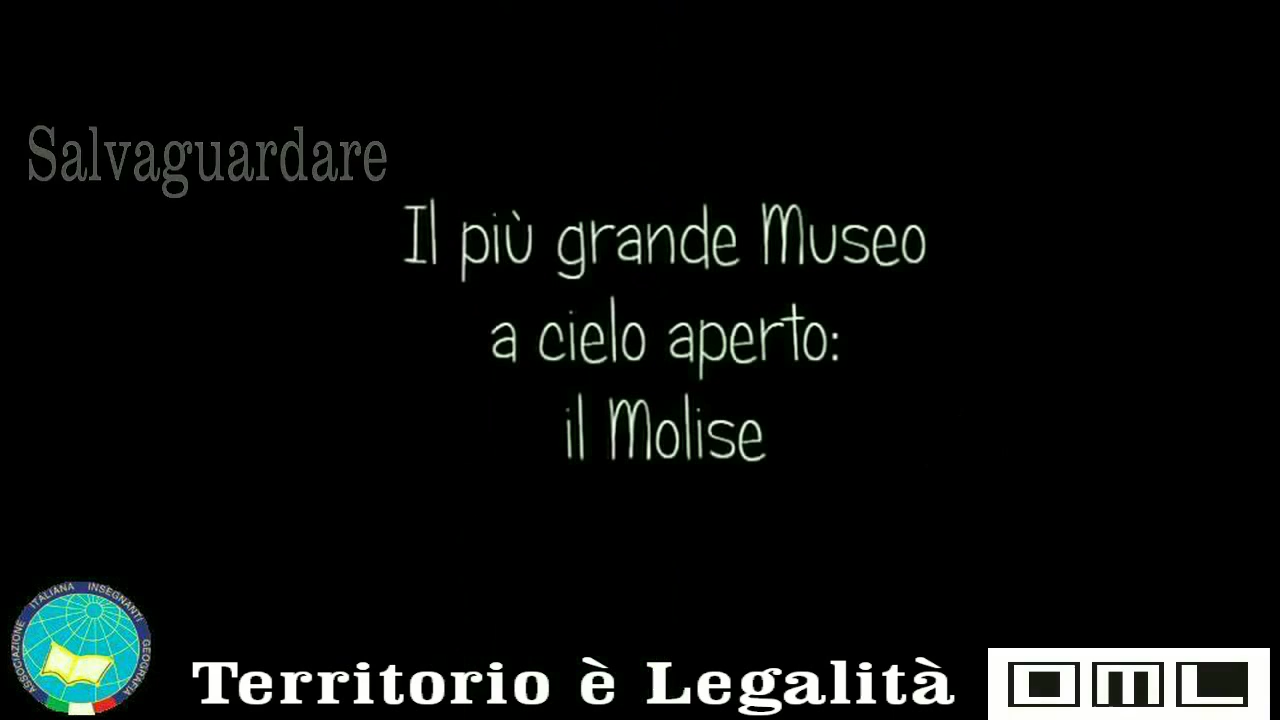 Salvaguardare
Il più grande Museo
a cielo aperto:
il Molise
ASSOCIAZIONE ITALIANA INSEGNANTI GEOGRAFIA
Territorio è Legalità
OML